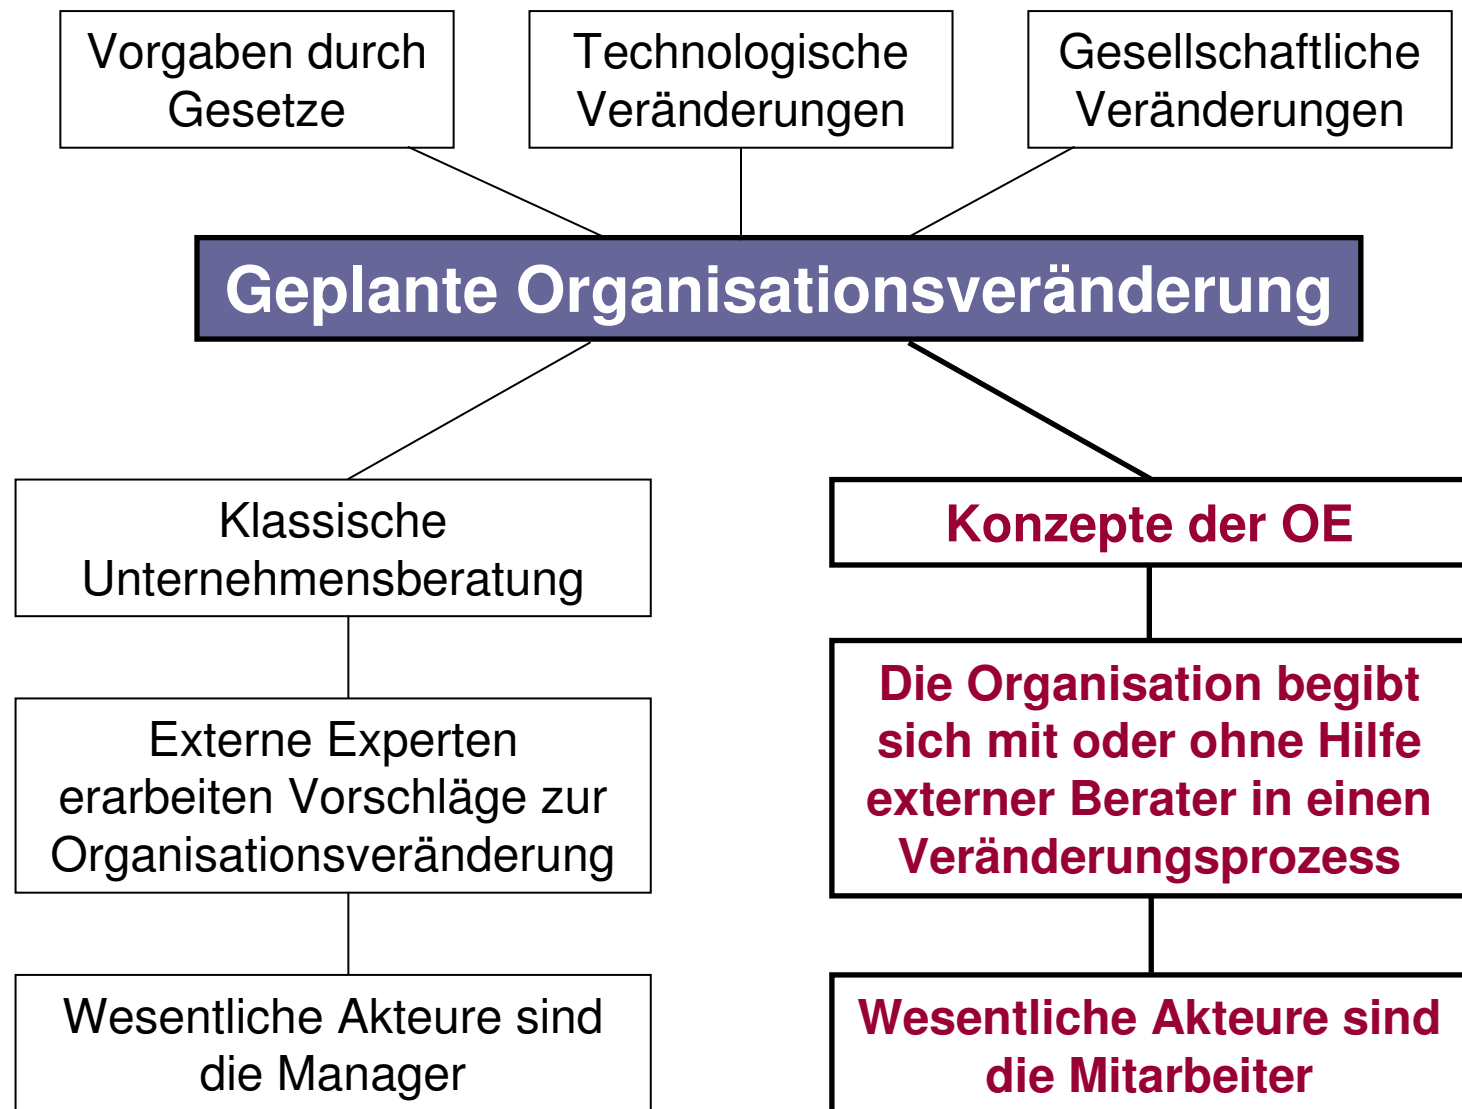 Vorgaben durch
Gesetze
Technologische
Veränderungen
Gesellschaftliche
Veränderungen
Geplante Organisationsveränderung
Klassische
Unternehmensberatung
Externe Experten
erarbeiten Vorschläge zur
Organisationsveränderung
Wesentliche Akteure sind
die Manager
Konzepte der OE
Die Organisation begibt
sich mit oder ohne Hilfe
externer Berater in einen
Veränderungsprozess
Wesentliche Akteure sind
die Mitarbeiter